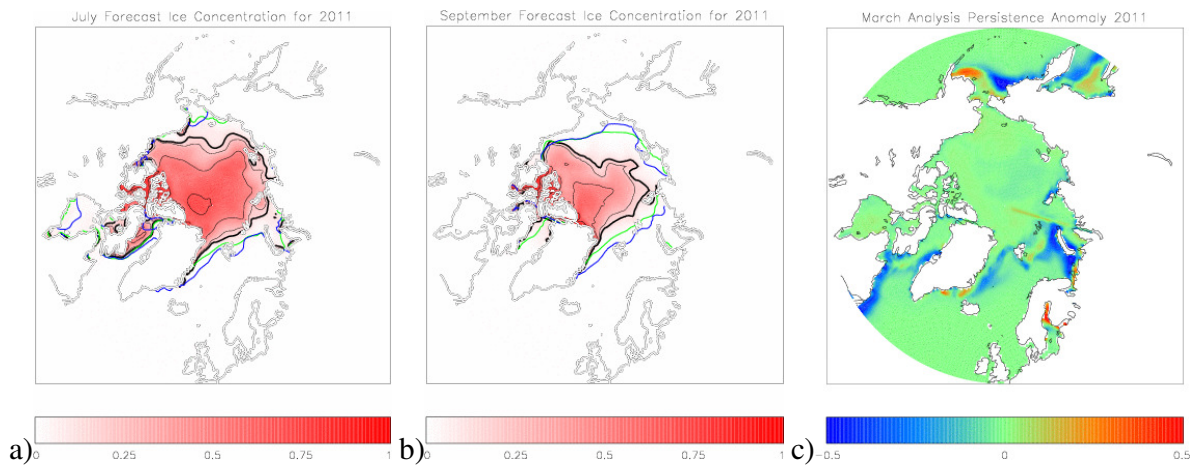 July Forecast Ice Concentration for 2011
September Forecast Ice Concentration for 2011
March Analysis Persistence Anomaly 2011
a) 0 0.25 0.5 0.75 1
b) 0 0.25 0.5 0.75 1
c) -0.5 0 0.5